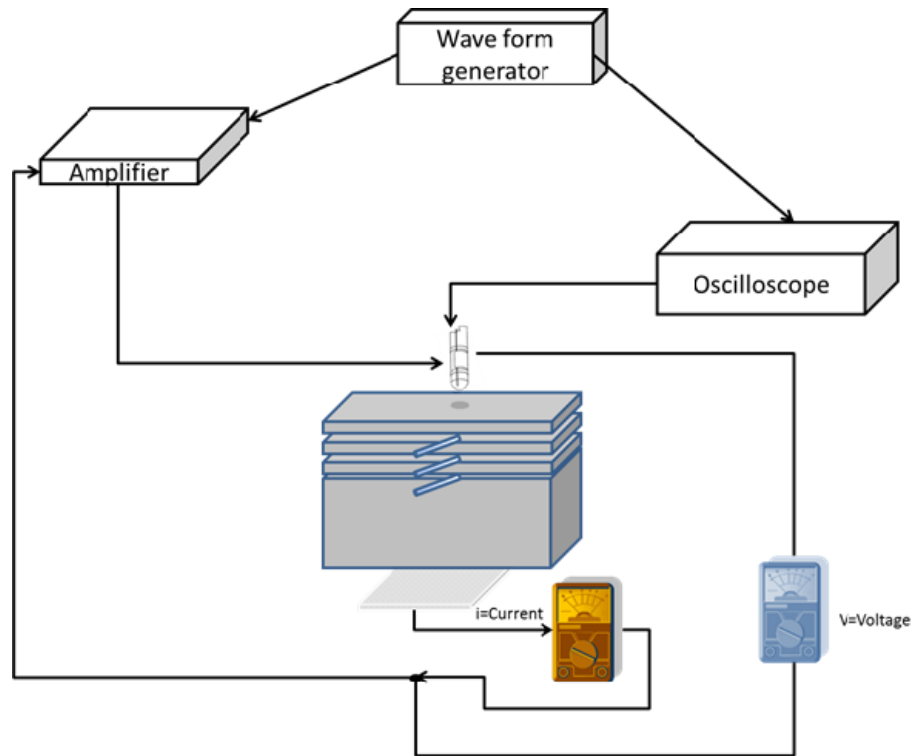 Wave form
generator
Amplifier
Oscilloscope
i=Current
V=Voltage